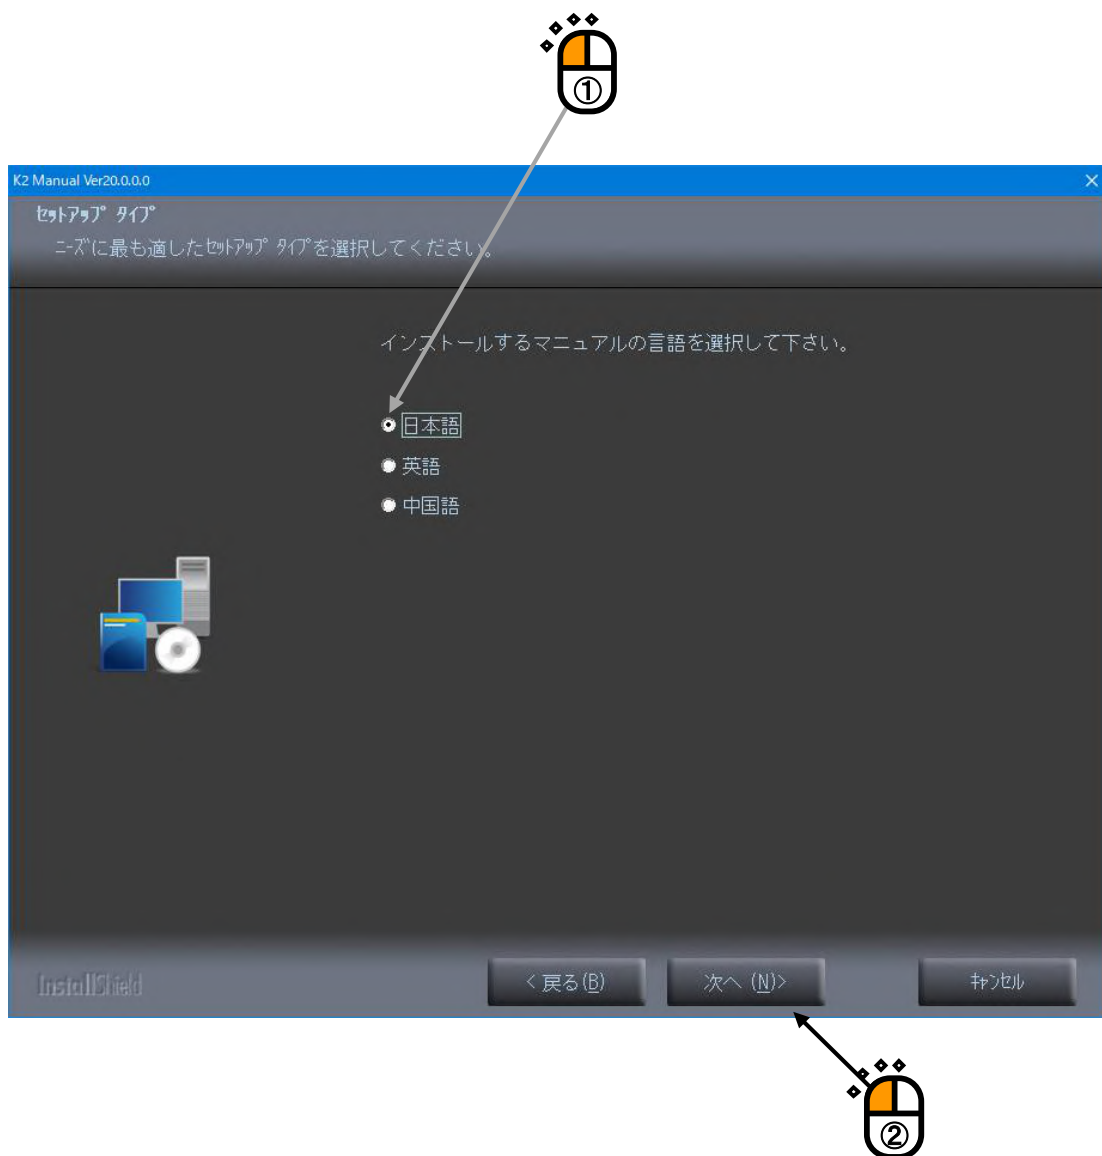 ①
K2 Manual Ver20.0.0.0
ｾｯﾄｱｯﾌﾟ ﾀｲﾌﾟ
ﾆｰｽﾞに最も適したｾｯﾄｱｯﾌﾟ ﾀｲﾌﾟを選択してください。
インストールするマニュアルの言語を選択して下さい。
日本語
英語
中国語
InstallShield
< 戻る(B)
次へ (N)>
ｷｬﾝｾﾙ
②